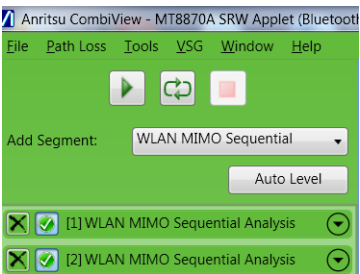 Anritsu CombiView - MT8870A SRW Applet (Bluetooth
File Path Loss Tools VSG Window Help
Add Segment: WLAN MIMO Sequential
Auto Level
[1] WLAN MIMO Sequential Analysis
[2] WLAN MIMO Sequential Analysis